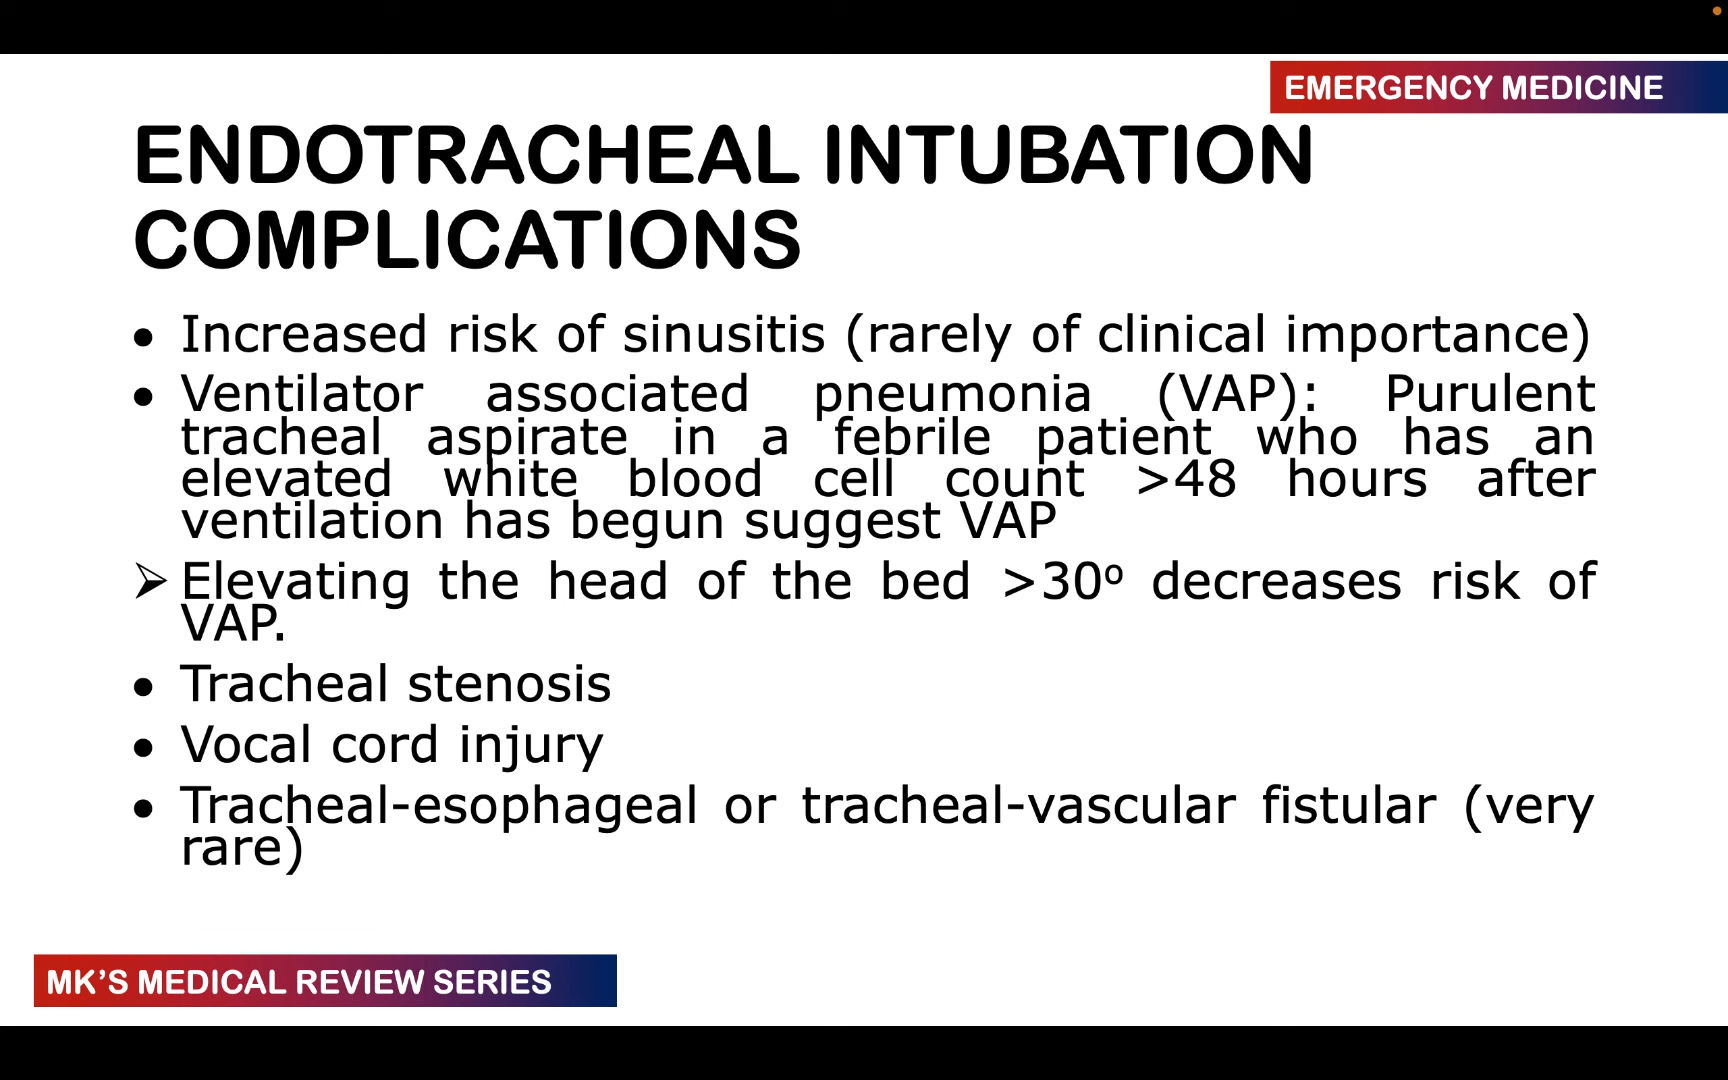 EMERGENCY MEDICINE
ENDOTRACHEAL INTUBATION
COMPLICATIONS
• Increased risk of sinusitis (rarely of clinical importance)
• Ventilator associated pneumonia (VAP): Purulent
tracheal aspirate in a febrile patient who has an
elevated white blood cell count >48 hours after
ventilation has begun suggest VAP
➢ Elevating the head of the bed >30º decreases risk of
VAP.
• Tracheal stenosis
• Vocal cord injury
• Tracheal-esophageal or tracheal-vascular fistular (very
rare)
MK’S MEDICAL REVIEW SERIES